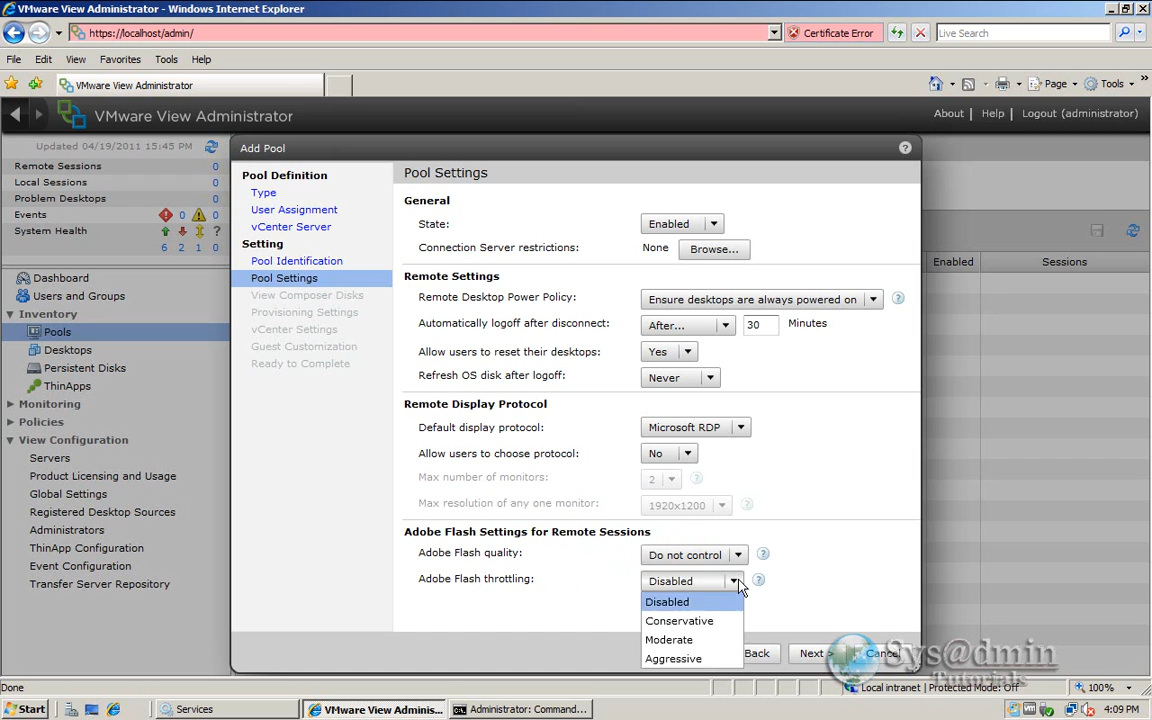 VMware View Administrator - Windows Internet Explorer
https://localhost/admin/
Certificate Error
Live Search
File Edit View Favorites Tools Help
VMware View Administrator
Page Tools
VMware View Administrator
About Help Logout (administrator)
Updated 04/19/2011 15:45 PM
Remote Sessions 0
Local Sessions 0
Problem Desktops 0
Events 0 0
System Health ?
6 2 1 0
Dashboard
Users and Groups
Inventory
Pools
Desktops
Persistent Disks
ThinApps
Monitoring
Policies
View Configuration
Servers
Product Licensing and Usage
Global Settings
Registered Desktop Sources
Administrators
ThinApp Configuration
Event Configuration
Transfer Server Repository
Add Pool
Pool Definition
Type
User Assignment
vCenter Server
Setting
Pool Identification
Pool Settings
View Composer Disks
Provisioning Settings
vCenter Settings
Guest Customization
Ready to Complete
Pool Settings
General
State: Enabled
Connection Server restrictions: None Browse...
Remote Settings
Remote Desktop Power Policy: Ensure desktops are always powered on
Automatically logoff after disconnect: After... 30 Minutes
Allow users to reset their desktops: Yes
Refresh OS disk after logoff: Never
Remote Display Protocol
Default display protocol: Microsoft RDP
Allow users to choose protocol: No
Max number of monitors: 2
Max resolution of any one monitor: 1920x1200
Adobe Flash Settings for Remote Sessions
Adobe Flash quality: Do not control
Adobe Flash throttling: Disabled
Disabled
Conservative
Moderate
Aggressive
Back Next > Cancel
Enabled Sessions
Sys@dmin
Tutorials
Done
Local intranet | Protected Mode: Off
100%
Start Services VMware View Adminis... Administrator: Command... 4:09 PM